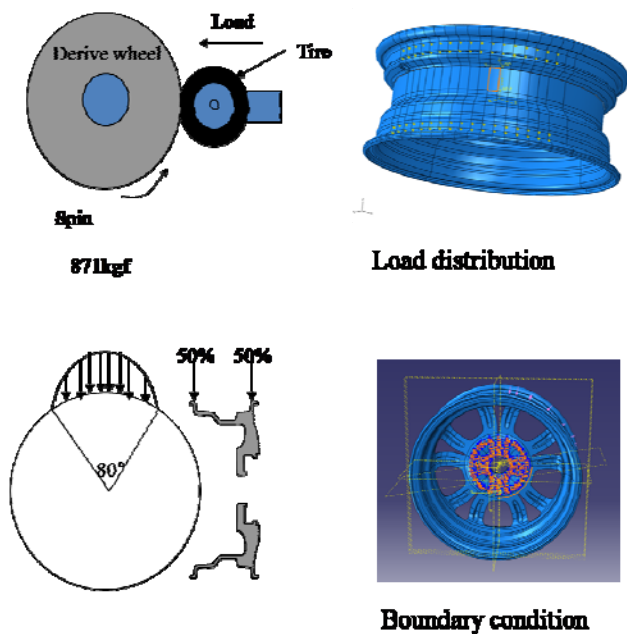 Load
Derive wheel
Tire
Spin
871kgf
Load distribution
50% 50%
80°
Boundary condition